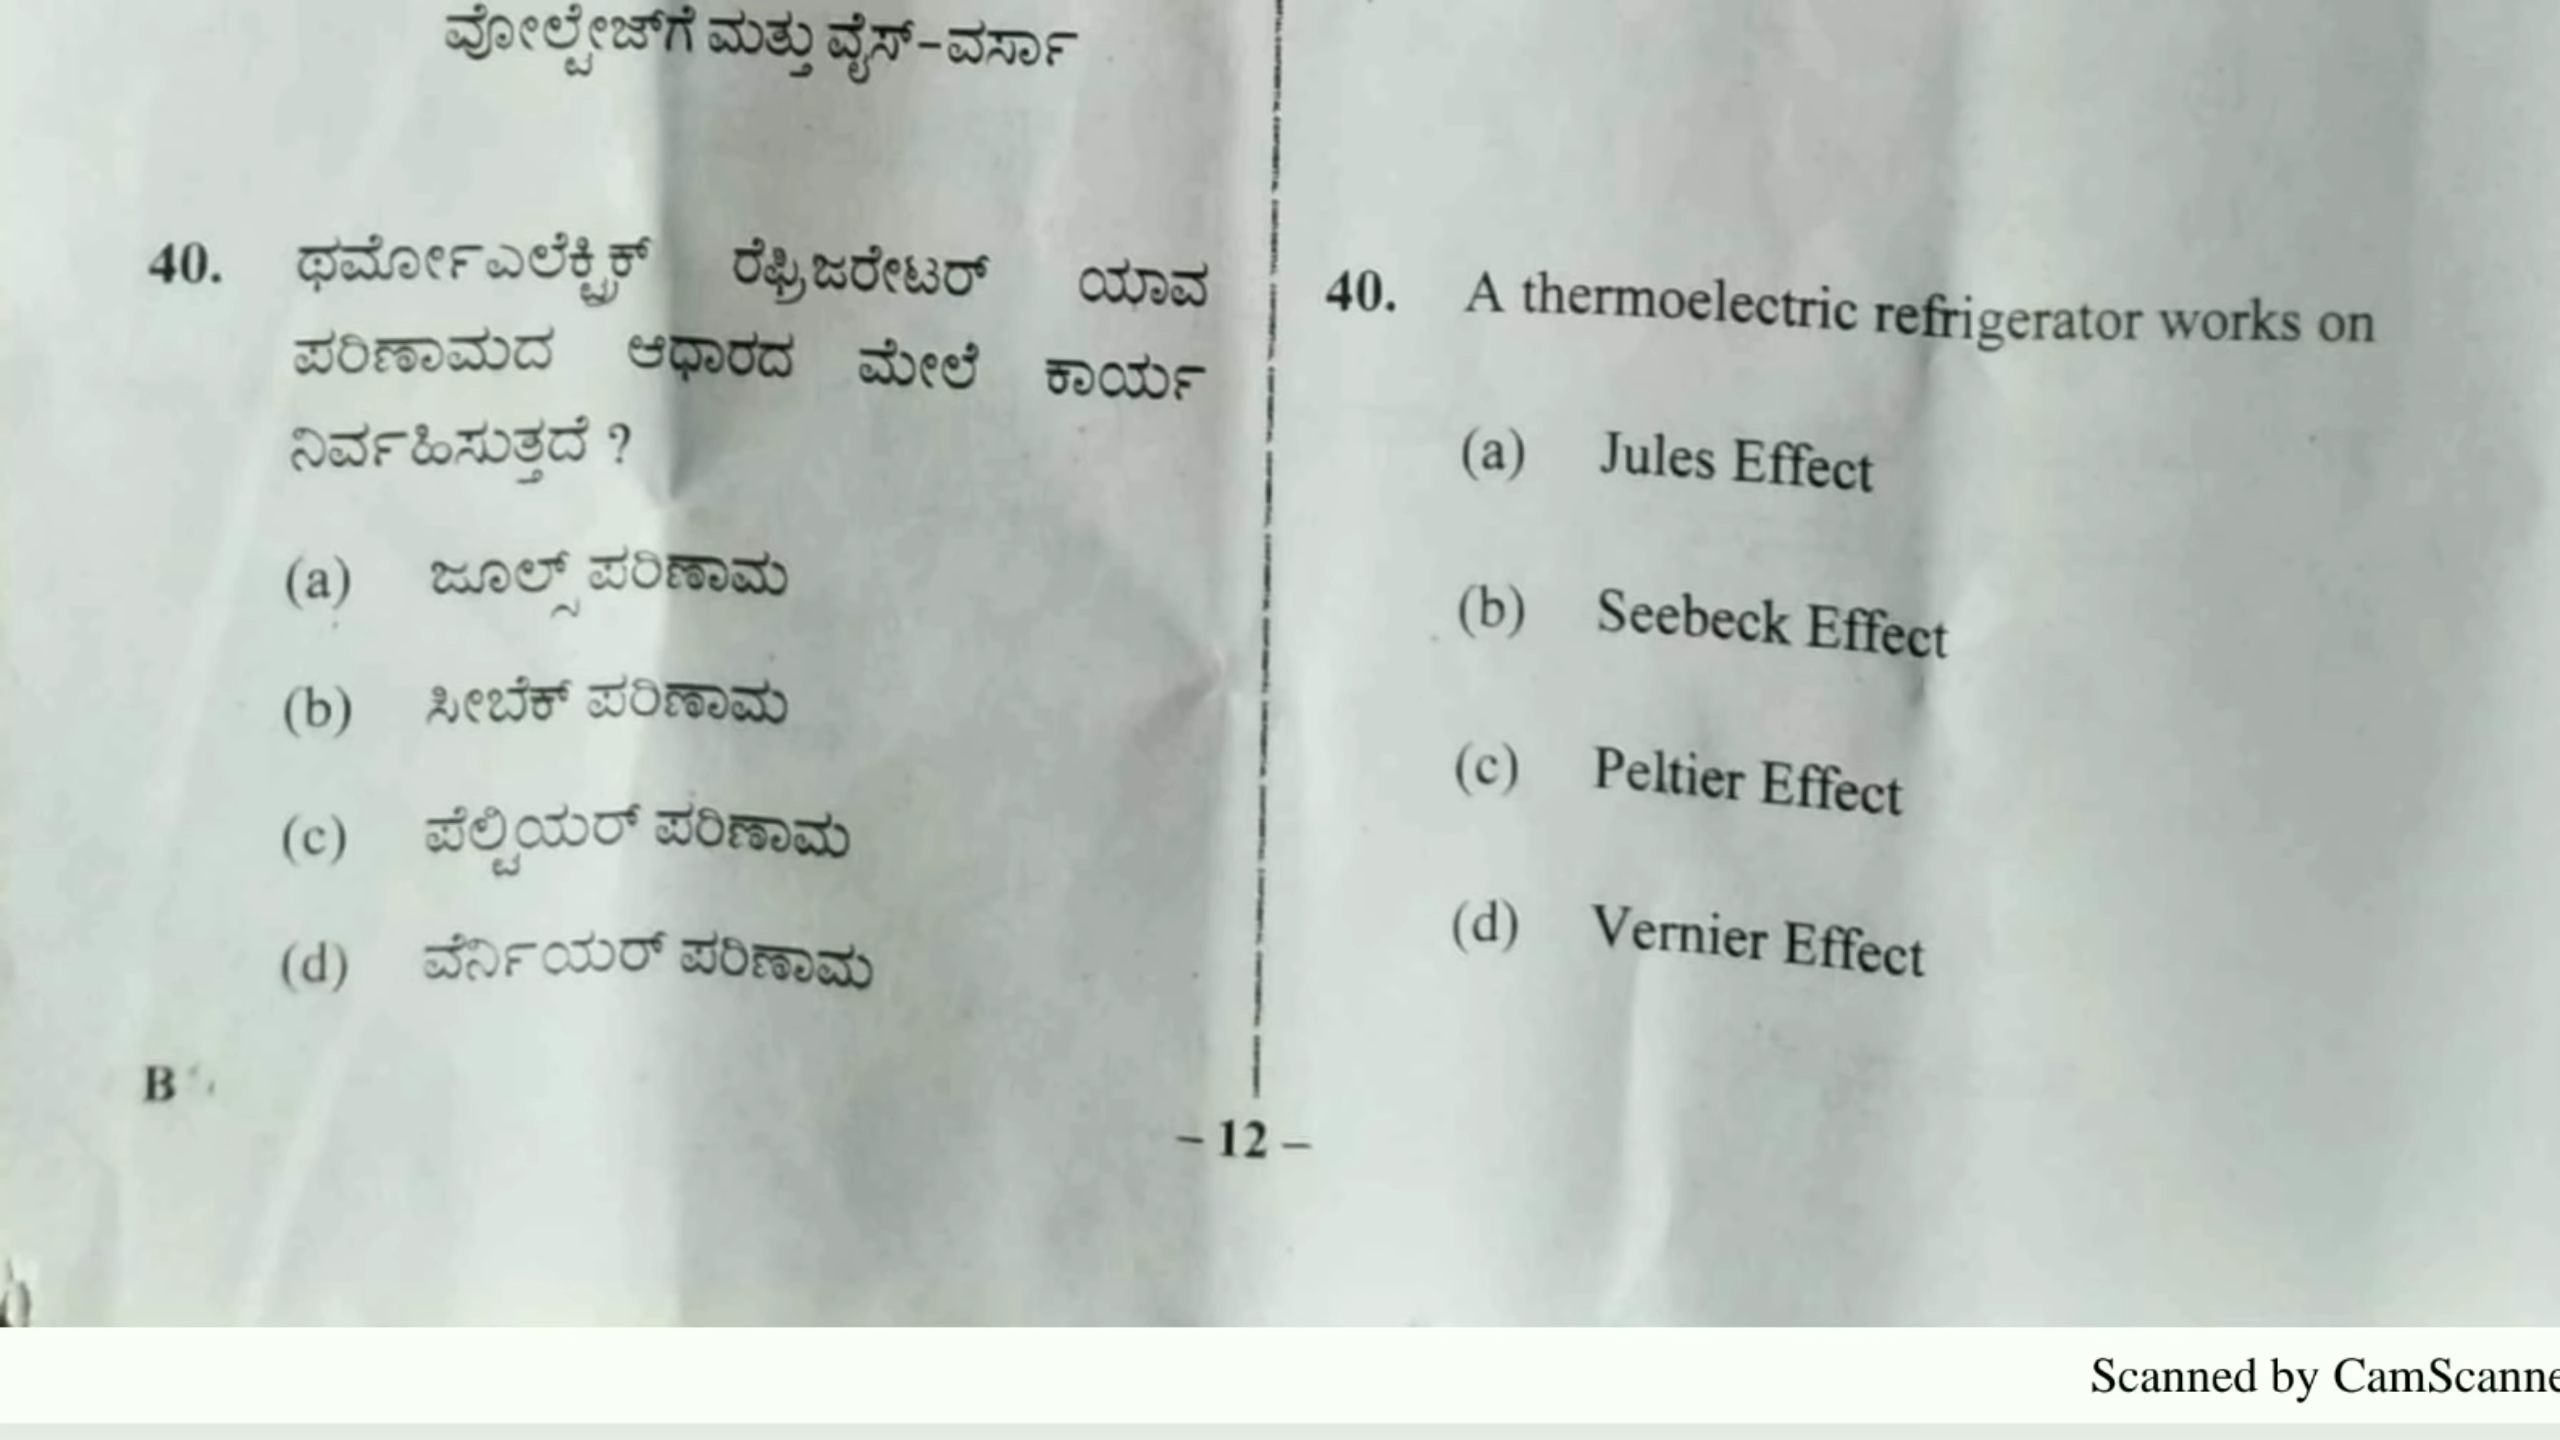 ವೋಲ್ಟೇಜ್‌ಗೆ ಮತ್ತು ವೈಸ್-ವರ್ಸಾ
40. ಥರ್ಮೋಎಲೆಕ್ಟ್ರಿಕ್ ರೆಫ್ರಿಜರೇಟರ್ ಯಾವ
ಪರಿಣಾಮದ ಆಧಾರದ ಮೇಲೆ ಕಾರ್ಯ
ನಿರ್ವಹಿಸುತ್ತದೆ ?
(a) ಜೂಲ್ಸ್ ಪರಿಣಾಮ
(b) ಸೀಬೆಕ್ ಪರಿಣಾಮ
(c) ಪೆಲ್ಟಿಯರ್ ಪರಿಣಾಮ
(d) ವೆರ್ನಿಯರ್ ಪರಿಣಾಮ
40. A thermoelectric refrigerator works on
(a) Jules Effect
(b) Seebeck Effect
(c) Peltier Effect
(d) Vernier Effect
B
– 12 –
Scanned by CamScanne